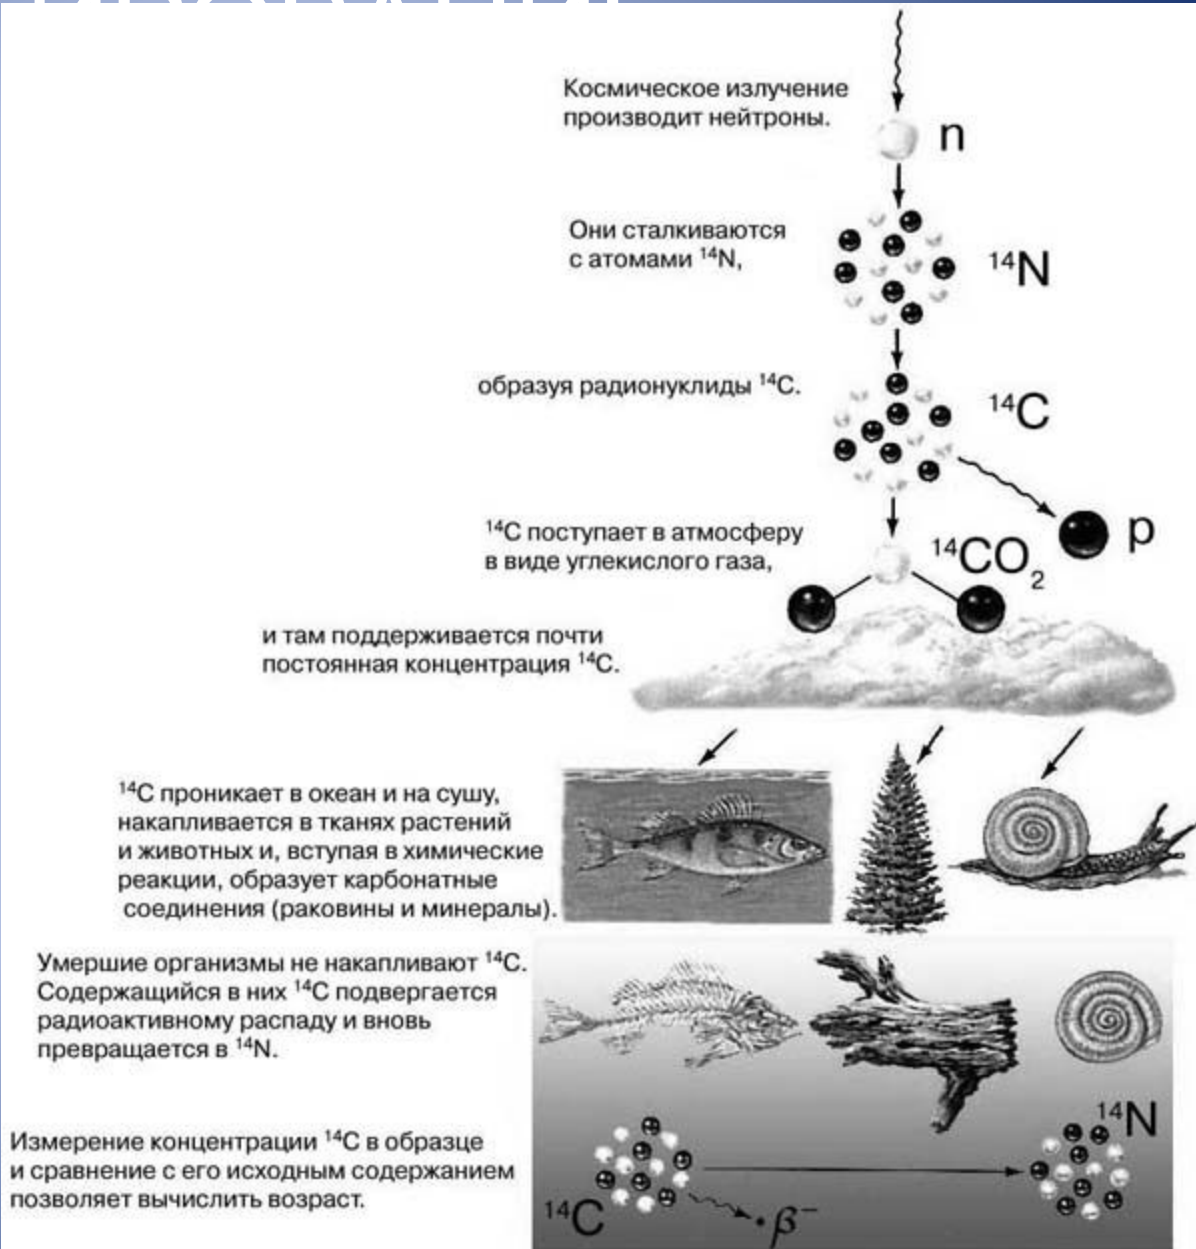 Космическое излучение
производит нейтроны.
n
Они сталкиваются
с атомами ¹⁴N,
¹⁴N
образуя радионуклиды ¹⁴C.
¹⁴C
p
¹⁴C поступает в атмосферу
в виде углекислого газа,
¹⁴CO₂
и там поддерживается почти
постоянная концентрация ¹⁴C.
¹⁴C проникает в океан и на сушу,
накапливается в тканях растений
и животных и, вступая в химические
реакции, образует карбонатные
соединения (раковины и минералы).
Умершие организмы не накапливают ¹⁴C.
Содержащийся в них ¹⁴C подвергается
радиоактивному распаду и вновь
превращается в ¹⁴N.
Измерение концентрации ¹⁴C в образце
и сравнение с его исходным содержанием
позволяет вычислить возраст.
¹⁴C
β⁻
¹⁴N